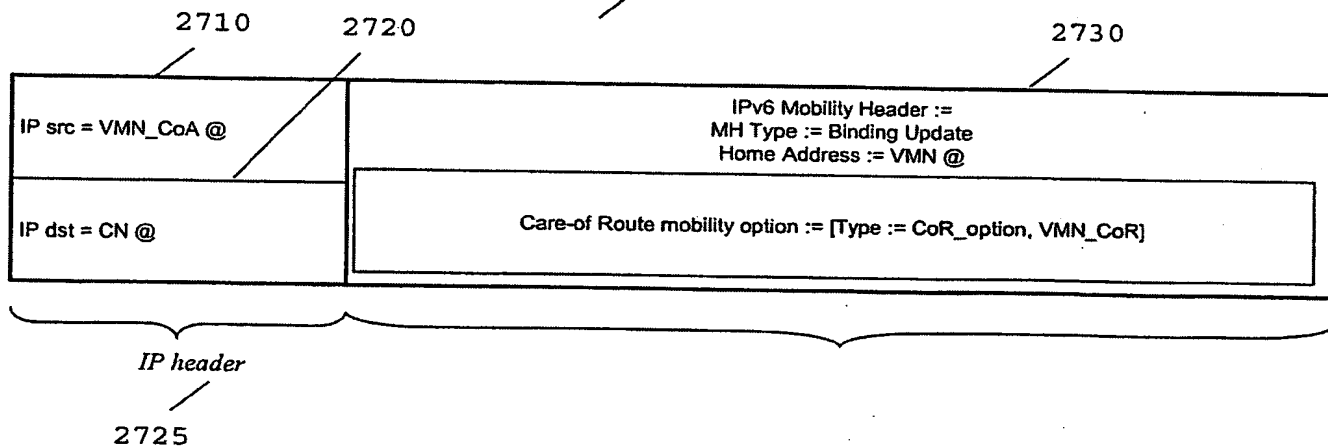 2710
2720
2730
IP src = VMN_CoA @
IPv6 Mobility Header :=
MH Type := Binding Update
Home Address := VMN @
IP dst = CN @
Care-of Route mobility option := [Type := CoR_option, VMN_CoR]
IP header
2725